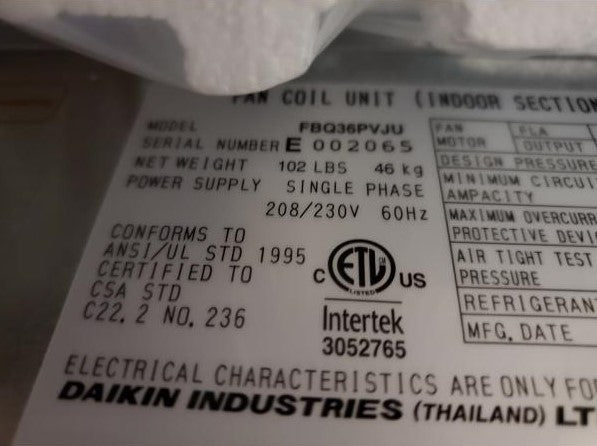 FAN COIL UNIT (INDOOR SECTION
MODEL FBQ36PVJU
SERIAL NUMBER E 002065
NET WEIGHT 102 LBS 46 kg
POWER SUPPLY SINGLE PHASE
208/230V 60Hz
CONFORMS TO
ANSI/UL STD 1995
CERTIFIED TO
CSA STD
C22.2 NO. 236
C ETL US
LISTED
Intertek
3052765
FAN FLA
MOTOR OUTPUT
DESIGN PRESSURE
MINIMUM CIRCUI
AMPACITY
MAXIMUM OVERCURR
PROTECTIVE DEVI
AIR TIGHT TEST
PRESSURE
REFRIGERAN
MFG. DATE
ELECTRICAL CHARACTERISTICS ARE ONLY FO
DAIKIN INDUSTRIES (THAILAND) LT